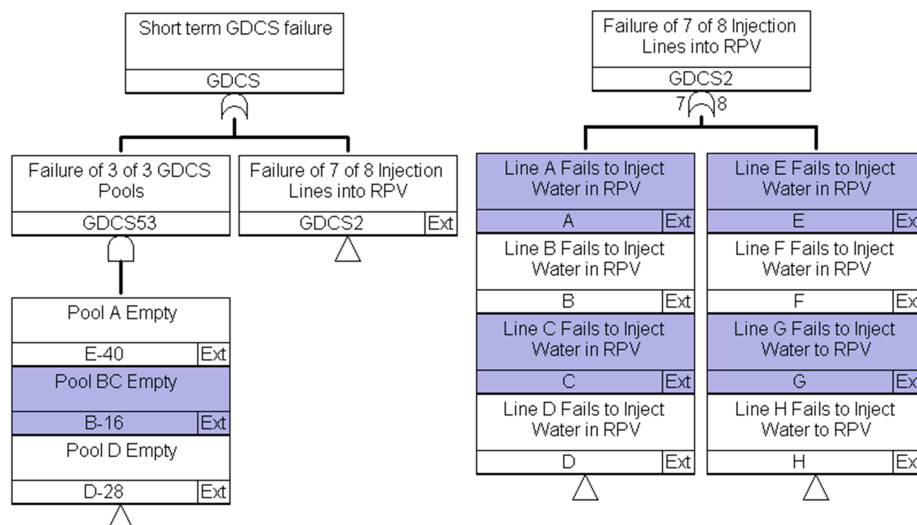 Short term GDCS failure
GDCS
Failure of 3 of 3 GDCS
Pools
GDCS53
Failure of 7 of 8 Injection
Lines into RPV
GDCS2 Ext
Pool A Empty
E-40 Ext
Pool BC Empty
B-16 Ext
Pool D Empty
D-28 Ext
Failure of 7 of 8 Injection
Lines into RPV
GDCS2
7 8
Line A Fails to Inject
Water in RPV
A Ext
Line B Fails to Inject
Water in RPV
B Ext
Line C Fails to Inject
Water in RPV
C Ext
Line D Fails to Inject
Water in RPV
D Ext
Line E Fails to Inject
Water in RPV
E Ext
Line F Fails to Inject
Water in RPV
F Ext
Line G Fails to Inject
Water to RPV
G Ext
Line H Fails to Inject
Water to RPV
H Ext